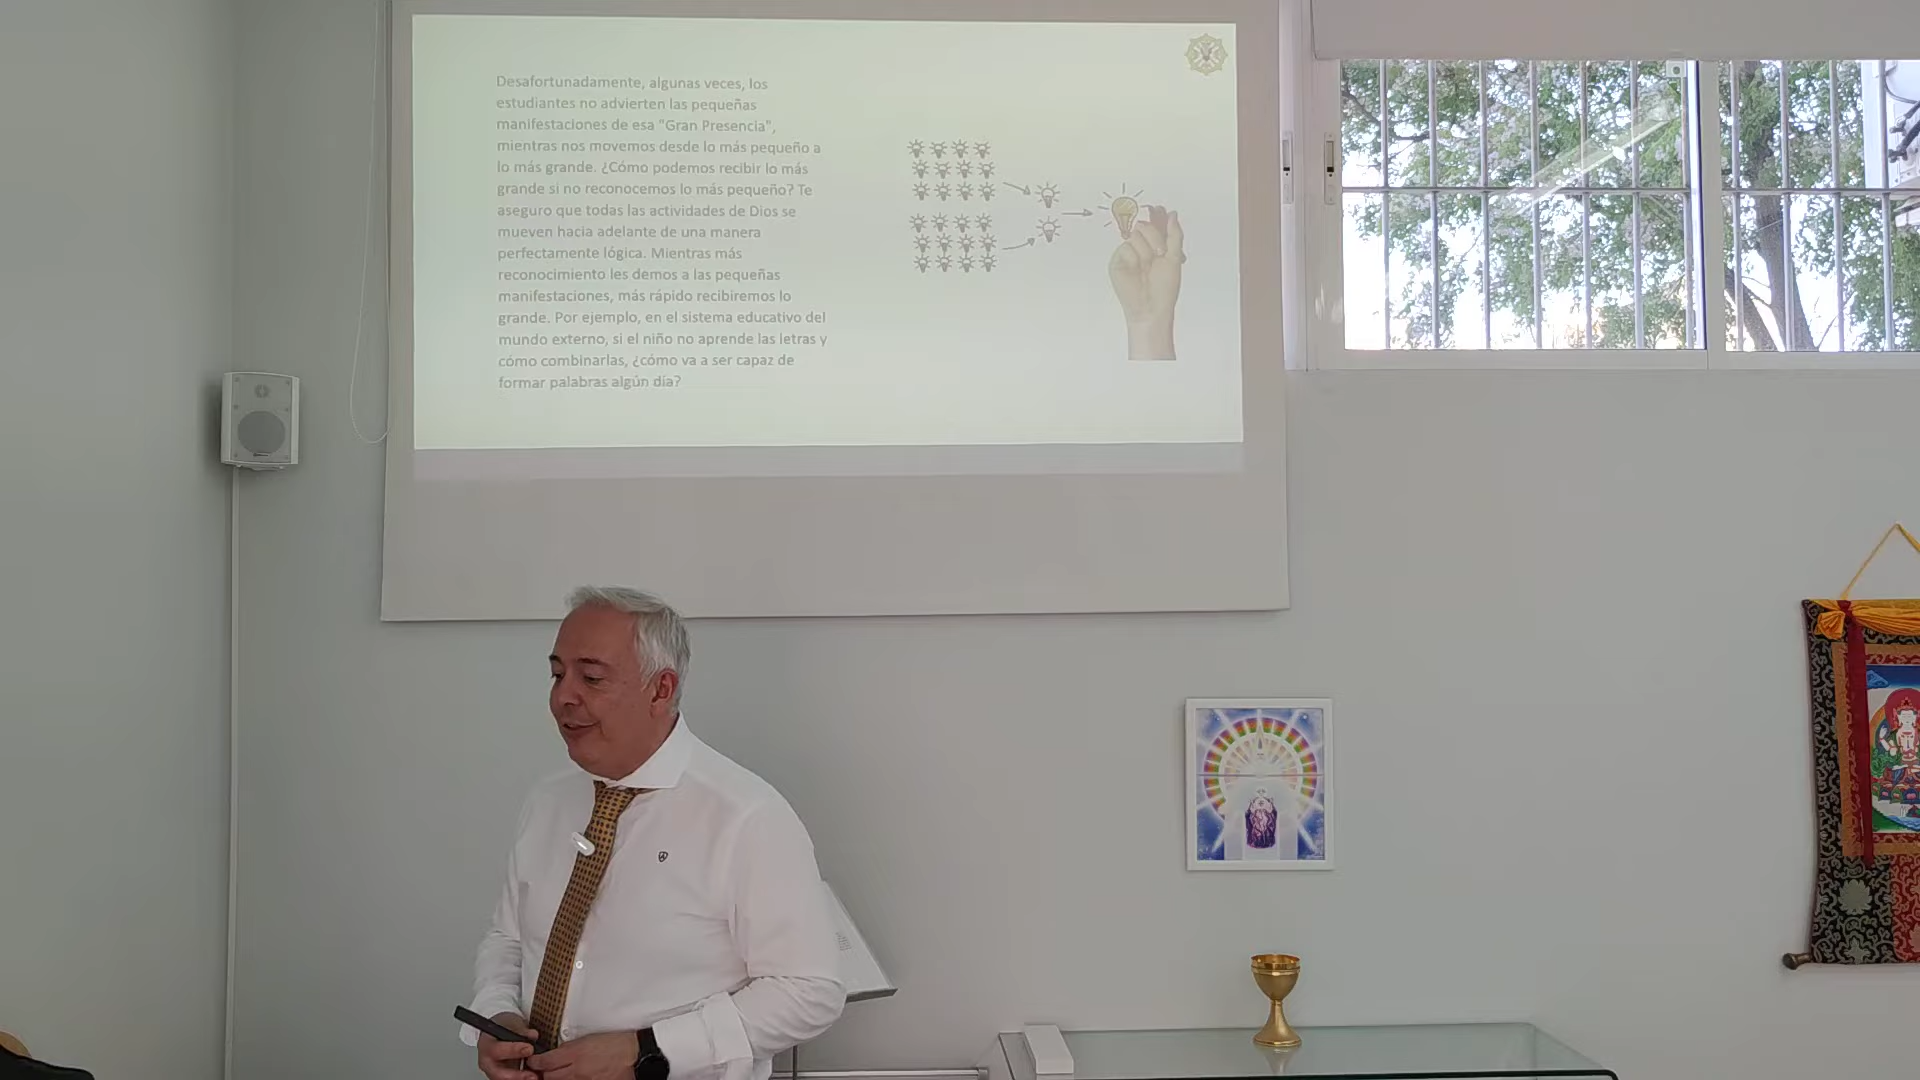 Desafortunadamente, algunas veces, los
estudiantes no advierten las pequeñas
manifestaciones de esa "Gran Presencia",
mientras nos movemos desde lo más pequeño a
lo más grande. ¿Cómo podemos recibir lo más
grande si no reconocemos lo más pequeño? Te
aseguro que todas las actividades de Dios se
mueven hacia adelante de una manera
perfectamente lógica. Mientras más
reconocimiento les demos a las pequeñas
manifestaciones, más rápido recibiremos lo
grande. Por ejemplo, en el sistema educativo del
mundo externo, si el niño no aprende las letras y
cómo combinarlas, ¿cómo va a ser capaz de
formar palabras algún día?